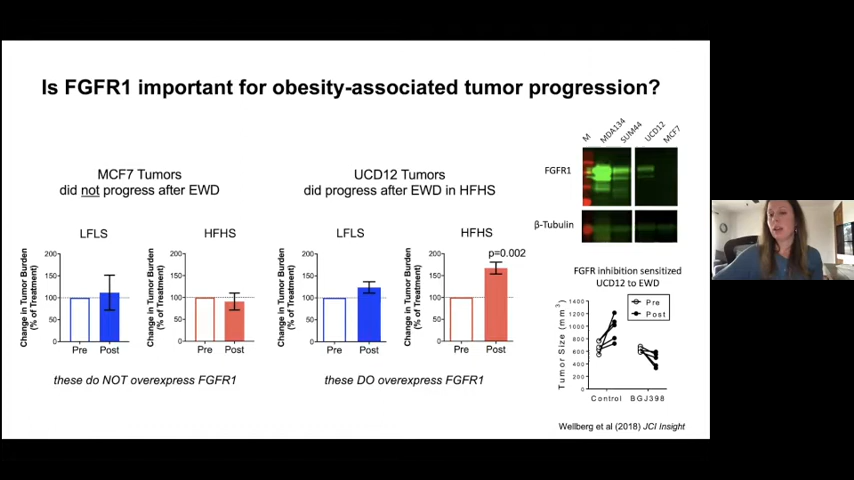 Is FGFR1 important for obesity-associated tumor progression?
MCF7 Tumors
did not progress after EWD
UCD12 Tumors
did progress after EWD in HFHS
LFLS
HFHS
LFLS
HFHS
p=0.002
Change in Tumor Burden
(% of Treatment)
200
150
100
50
Pre
Post
Change in Tumor Burden
(% of Treatment)
200
150
100
50
Pre
Post
Change in Tumor Burden
(% of Treatment)
200
150
100
50
Pre
Post
Change in Tumor Burden
(% of Treatment)
200
150
100
50
Pre
Post
these do NOT overexpress FGFR1
these DO overexpress FGFR1
M
MDA134
SUM44
UCD12
MCF7
FGFR1
β-Tubulin
FGFR inhibition sensitized
UCD12 to EWD
Tumor Size (mm³)
1400
1200
1000
800
600
400
200
0
Pre
Post
Control
BGJ398
Wellberg et al (2018) JCI Insight